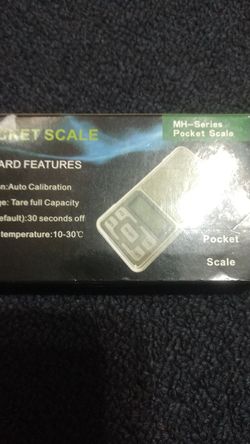 CKET SCALE
MH-Series
Pocket Scale
ARD FEATURES
n:Auto Calibration
ge: Tare full Capacity
efault):30 seconds off
temperature:10-30℃
Pocket
Scale